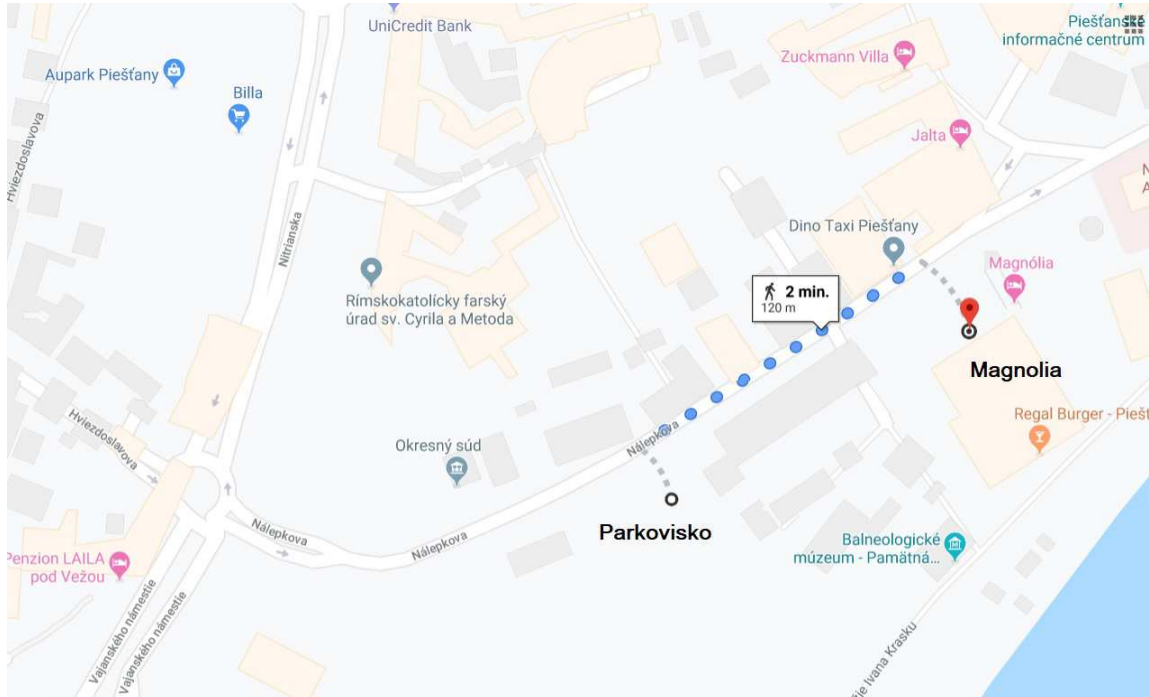 UniCredit Bank
Piešťanské
informačné centrum
Zuckmann Villa
Aupark Piešťany
Billa
Jalta
Hviezdoslavova
N
A
Nitrianska
Dino Taxi Piešťany
Magnólia
2 min.
120 m
Rímskokatolícky farský
úrad sv. Cyrila a Metoda
Magnolia
Hviezdoslavova
Regal Burger - Piešť
Okresný súd
Nálepkova
Parkovisko
Nálepkova
Nálepkova
Balneologické
múzeum - Pamätná...
Penzion LAILA
pod Vežou
Vajanského námestie
Vajanského námestie
žie Ivana Krasku